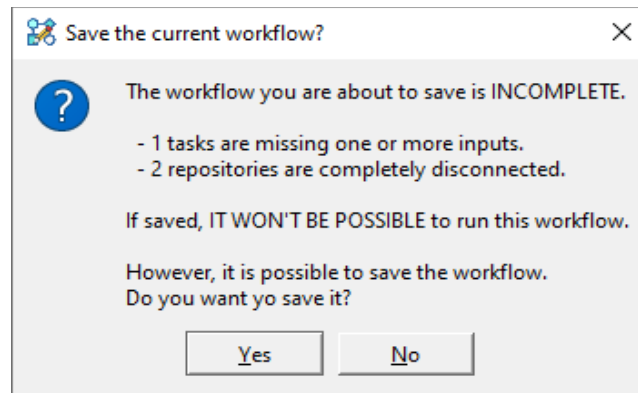 Save the current workflow?
The workflow you are about to save is INCOMPLETE.
- 1 tasks are missing one or more inputs.
- 2 repositories are completely disconnected.
If saved, IT WON'T BE POSSIBLE to run this workflow.
However, it is possible to save the workflow.
Do you want yo save it?
Yes
No